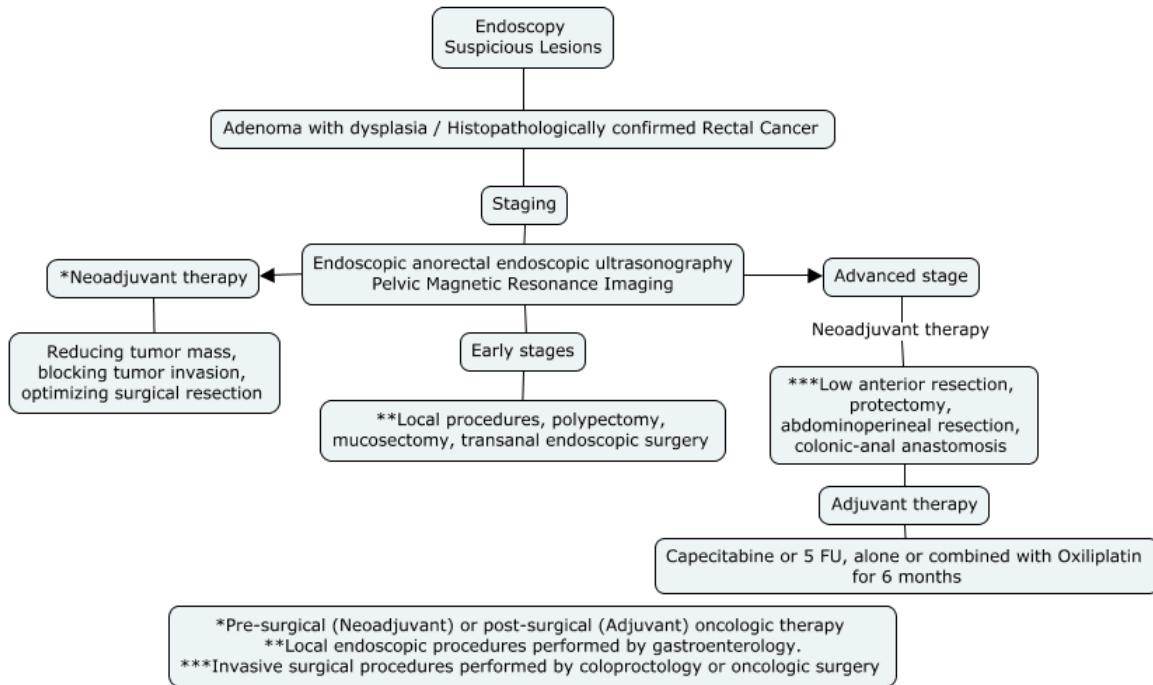 Endoscopy
Suspicious Lesions
Adenoma with dysplasia / Histopathologically confirmed Rectal Cancer
Staging
*Neoadjuvant therapy
Endoscopic anorectal endoscopic ultrasonography
Pelvic Magnetic Resonance Imaging
Advanced stage
Reducing tumor mass,
blocking tumor invasion,
optimizing surgical resection
Early stages
**Local procedures, polypectomy,
mucosectomy, transanal endoscopic surgery
Neoadjuvant therapy
***Low anterior resection,
protectomy,
abdominoperineal resection,
colonic-anal anastomosis
Adjuvant therapy
Capecitabine or 5 FU, alone or combined with Oxiliplatin
for 6 months
*Pre-surgical (Neoadjuvant) or post-surgical (Adjuvant) oncologic therapy
**Local endoscopic procedures performed by gastroenterology.
***Invasive surgical procedures performed by coloproctology or oncologic surgery